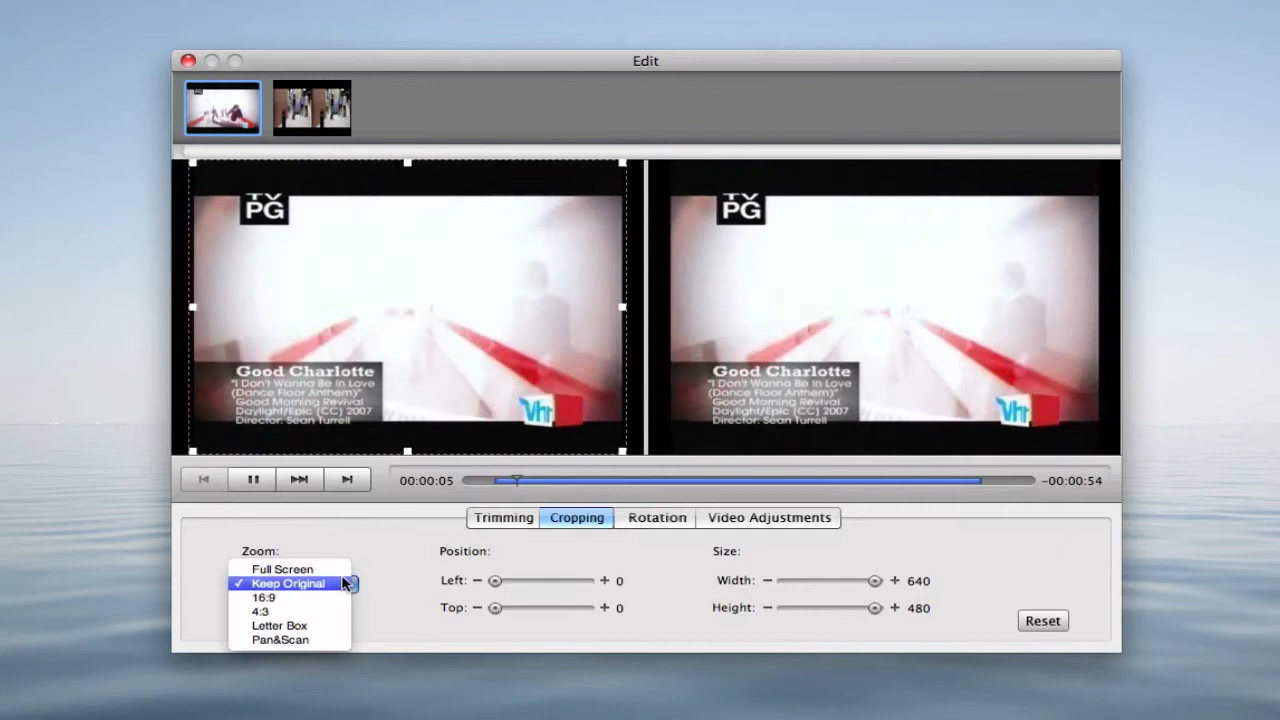 Edit
TV
PG
Good Charlotte
"I Don't Wanna Be In Love
(Dance Floor Anthem)"
Good Morning Revival
Daylight/Epic [CC] 2007
Director: Sean Turrell
Vh1
TV
PG
Good Charlotte
"I Don't Wanna Be In Love
(Dance Floor Anthem)"
Good Morning Revival
Daylight/Epic [CC] 2007
Director: Sean Turrell
Vh1
00:00:05
-00:00:54
Trimming Cropping Rotation Video Adjustments
Zoom:
Full Screen
✓ Keep Original
16:9
4:3
Letter Box
Pan&Scan
Position:
Left: − + 0
Top: − + 0
Size:
Width: − + 640
Height: − + 480
Reset